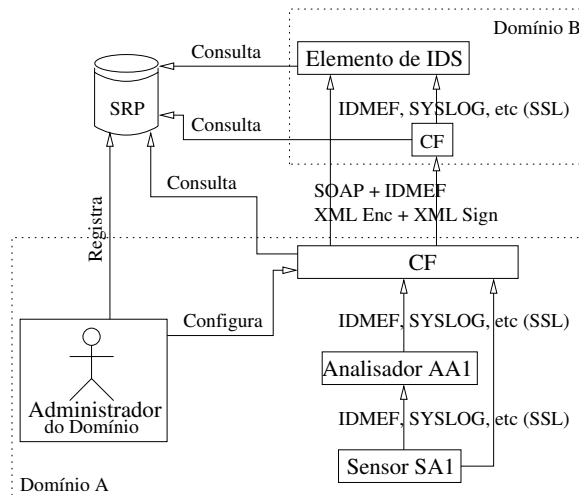 Domínio B
Consulta
Elemento de IDS
SRP
IDMEF, SYSLOG, etc (SSL)
Consulta
CF
Consulta
SOAP + IDMEF
XML Enc + XML Sign
Registra
CF
Configura
IDMEF, SYSLOG, etc (SSL)
Analisador AA1
Administrador
do Domínio
IDMEF, SYSLOG, etc (SSL)
Sensor SA1
Domínio A